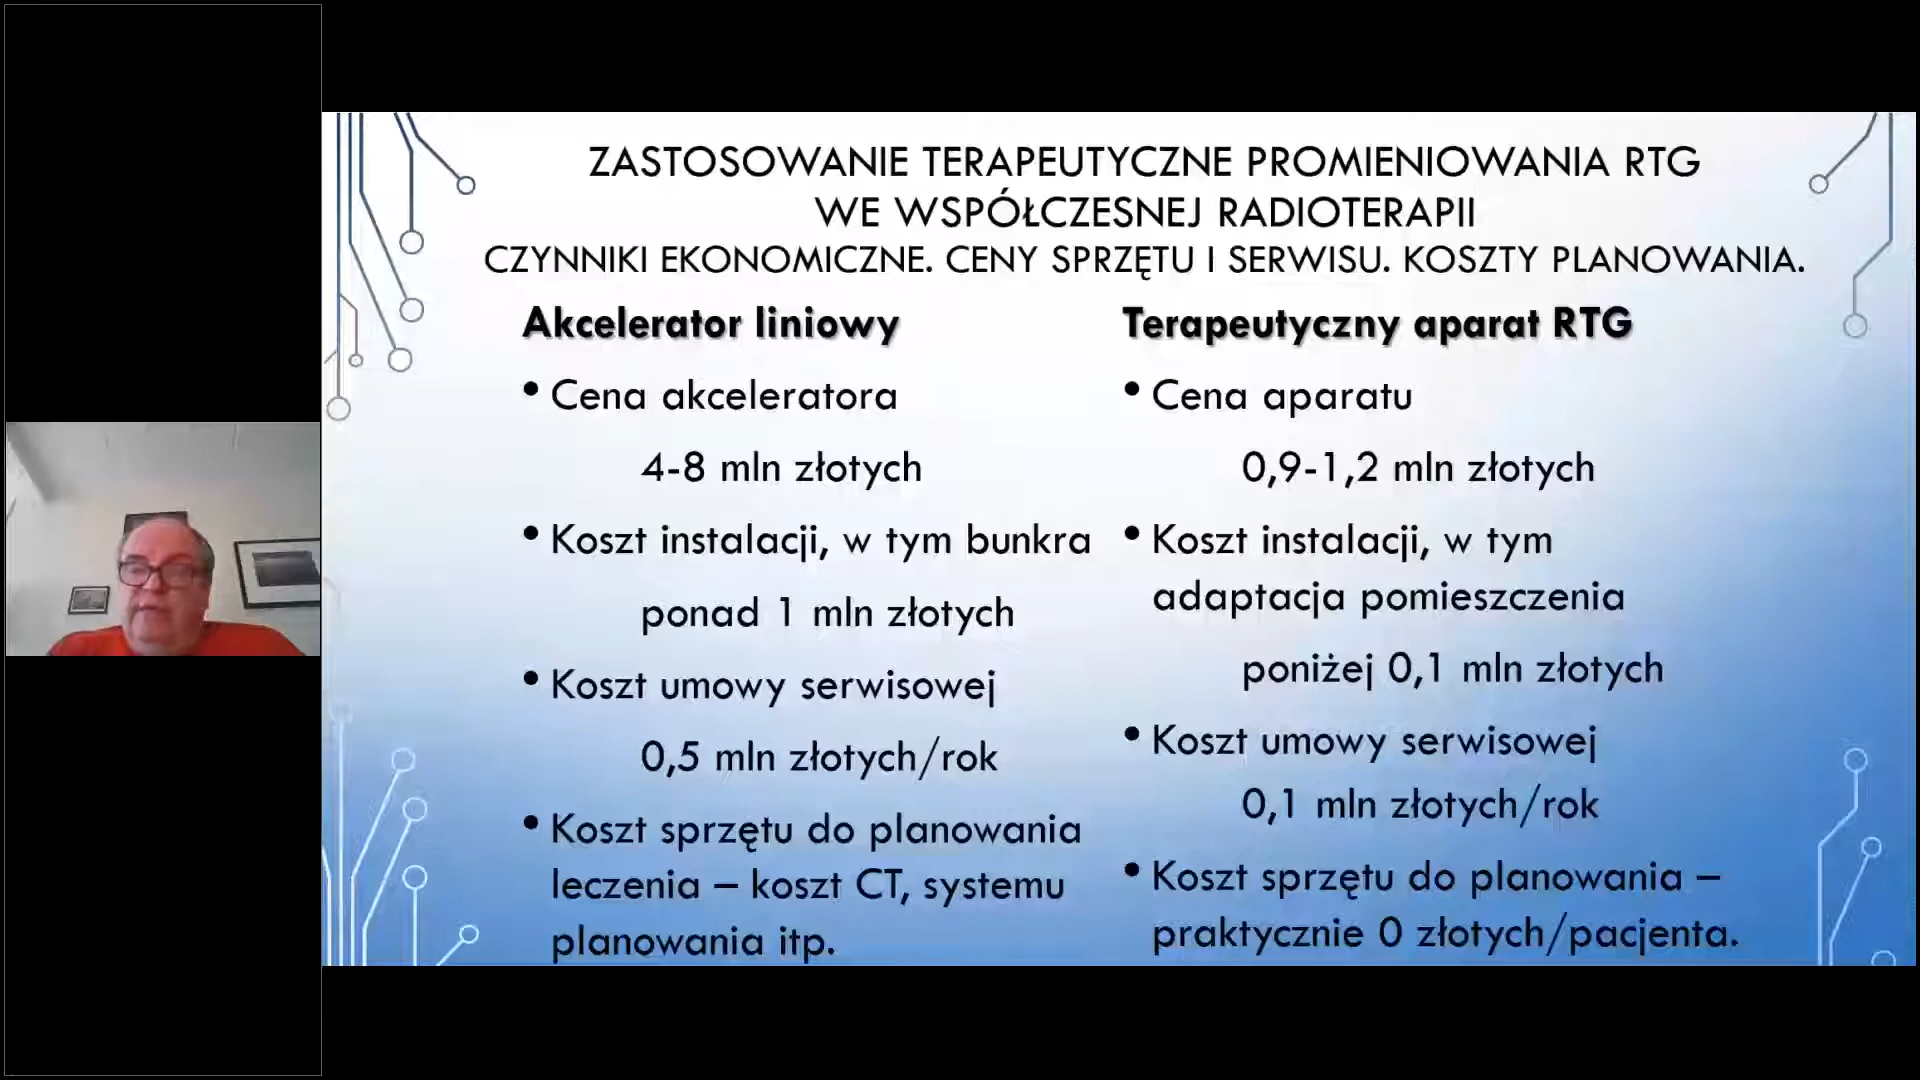 ZASTOSOWANIE TERAPEUTYCZNE PROMIENIOWANIA RTG
WE WSPÓŁCZESNEJ RADIOTERAPII
CZYNNIKI EKONOMICZNE. CENY SPRZĘTU I SERWISU. KOSZTY PLANOWANIA.
Akcelerator liniowy
• Cena akceleratora
4-8 mln złotych
• Koszt instalacji, w tym bunkra
ponad 1 mln złotych
• Koszt umowy serwisowej
0,5 mln złotych/rok
• Koszt sprzętu do planowania
leczenia – koszt CT, systemu
planowania itp.
Terapeutyczny aparat RTG
• Cena aparatu
0,9-1,2 mln złotych
• Koszt instalacji, w tym
adaptacja pomieszczenia
poniżej 0,1 mln złotych
• Koszt umowy serwisowej
0,1 mln złotych/rok
• Koszt sprzętu do planowania –
praktycznie 0 złotych/pacjenta.